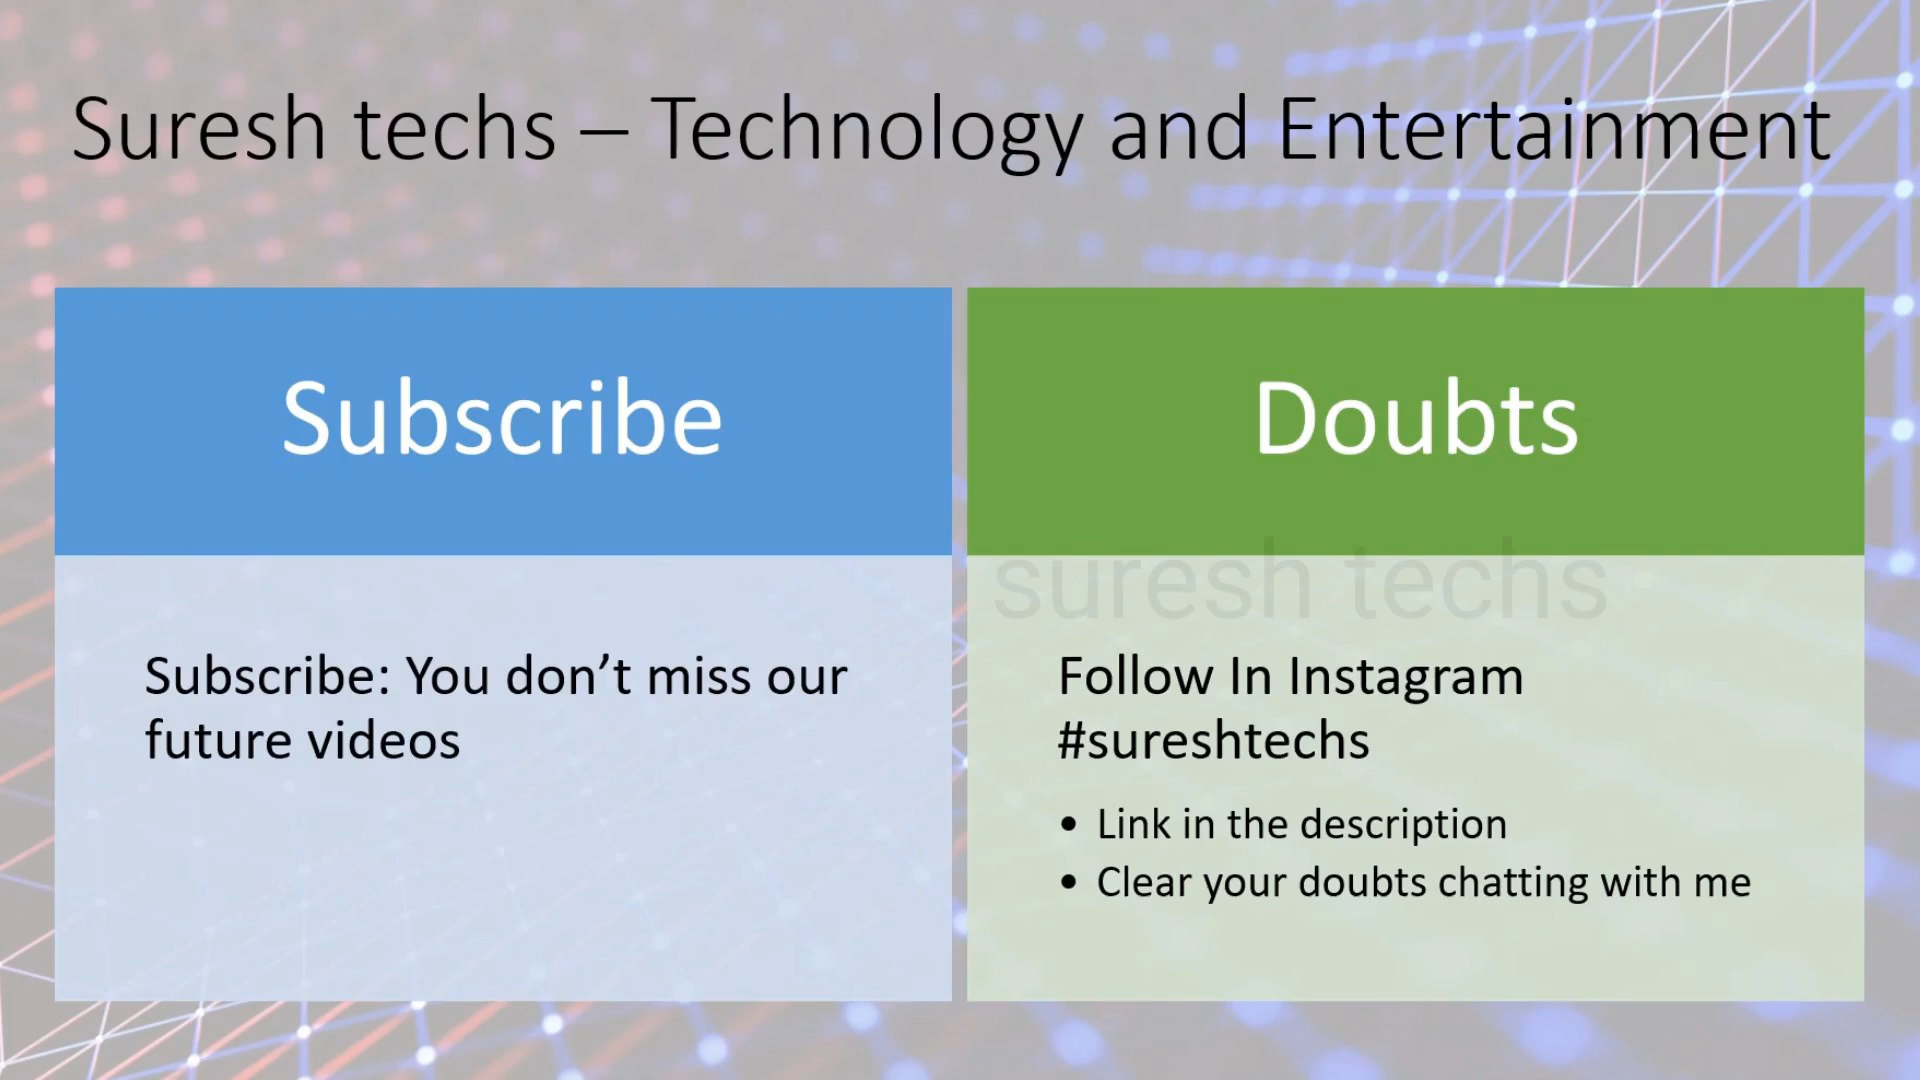 Suresh techs – Technology and Entertainment
Subscribe
Subscribe: You don’t miss our
future videos
Doubts
suresh techs
Follow In Instagram
#sureshtechs
• Link in the description
• Clear your doubts chatting with me